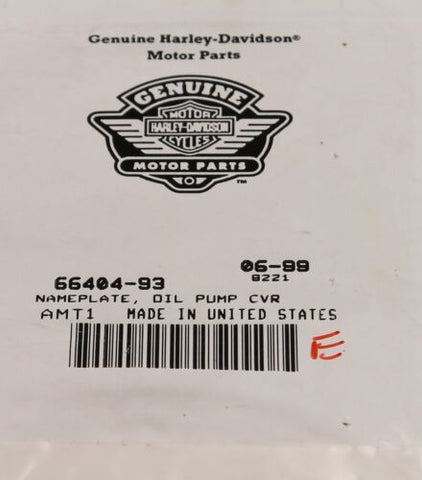 Genuine Harley-Davidson®
Motor Parts
GENUINE
MOTOR
HARLEY-DAVIDSON
CYCLES
MOTOR PARTS
TM
06-99
66404-93
8221
NAMEPLATE, OIL PUMP CVR
AMT1 MADE IN UNITED STATES
E